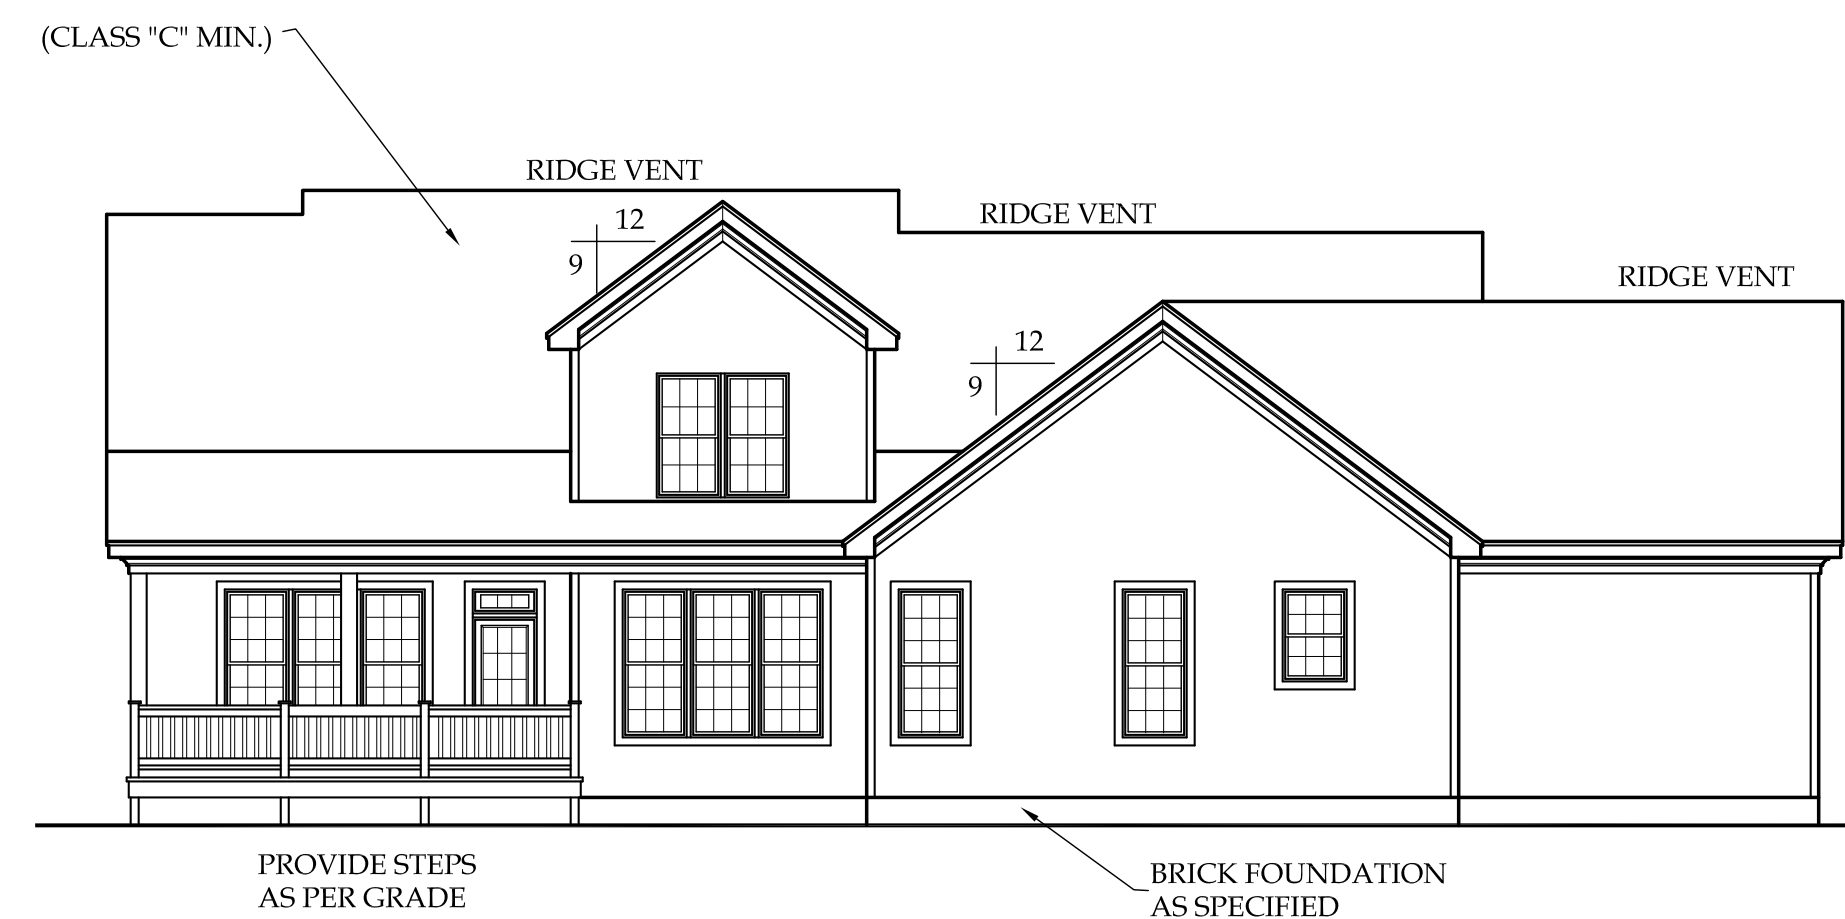 (CLASS "C" MIN.)
RIDGE VENT
RIDGE VENT
RIDGE VENT
12
9
12
9
PROVIDE STEPS
AS PER GRADE
BRICK FOUNDATION
AS SPECIFIED